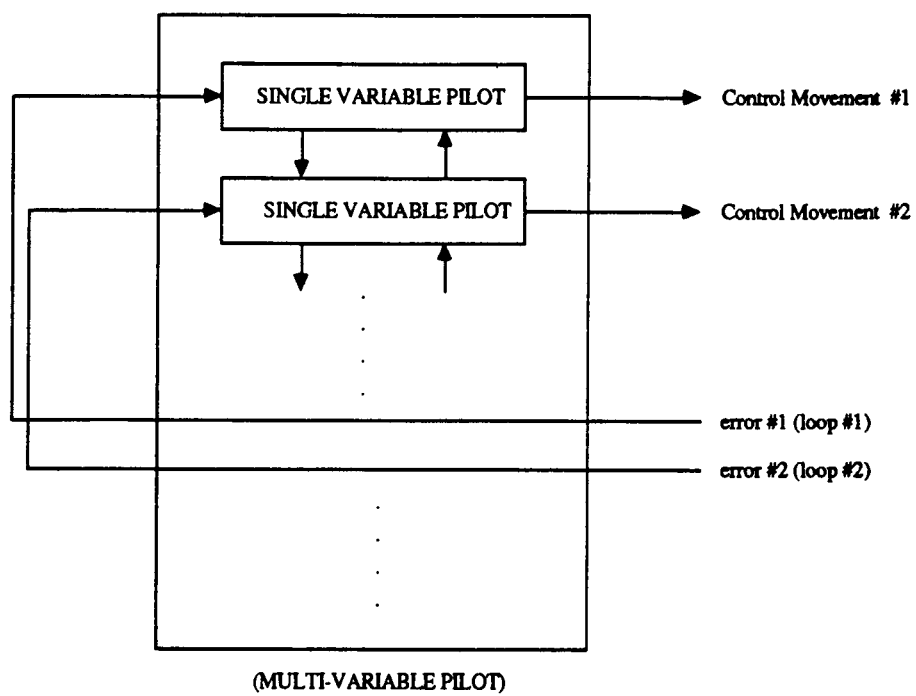 SINGLE VARIABLE PILOT
Control Movement #1
SINGLE VARIABLE PILOT
Control Movement #2
error #1 (loop #1)
error #2 (loop #2)
(MULTI-VARIABLE PILOT)